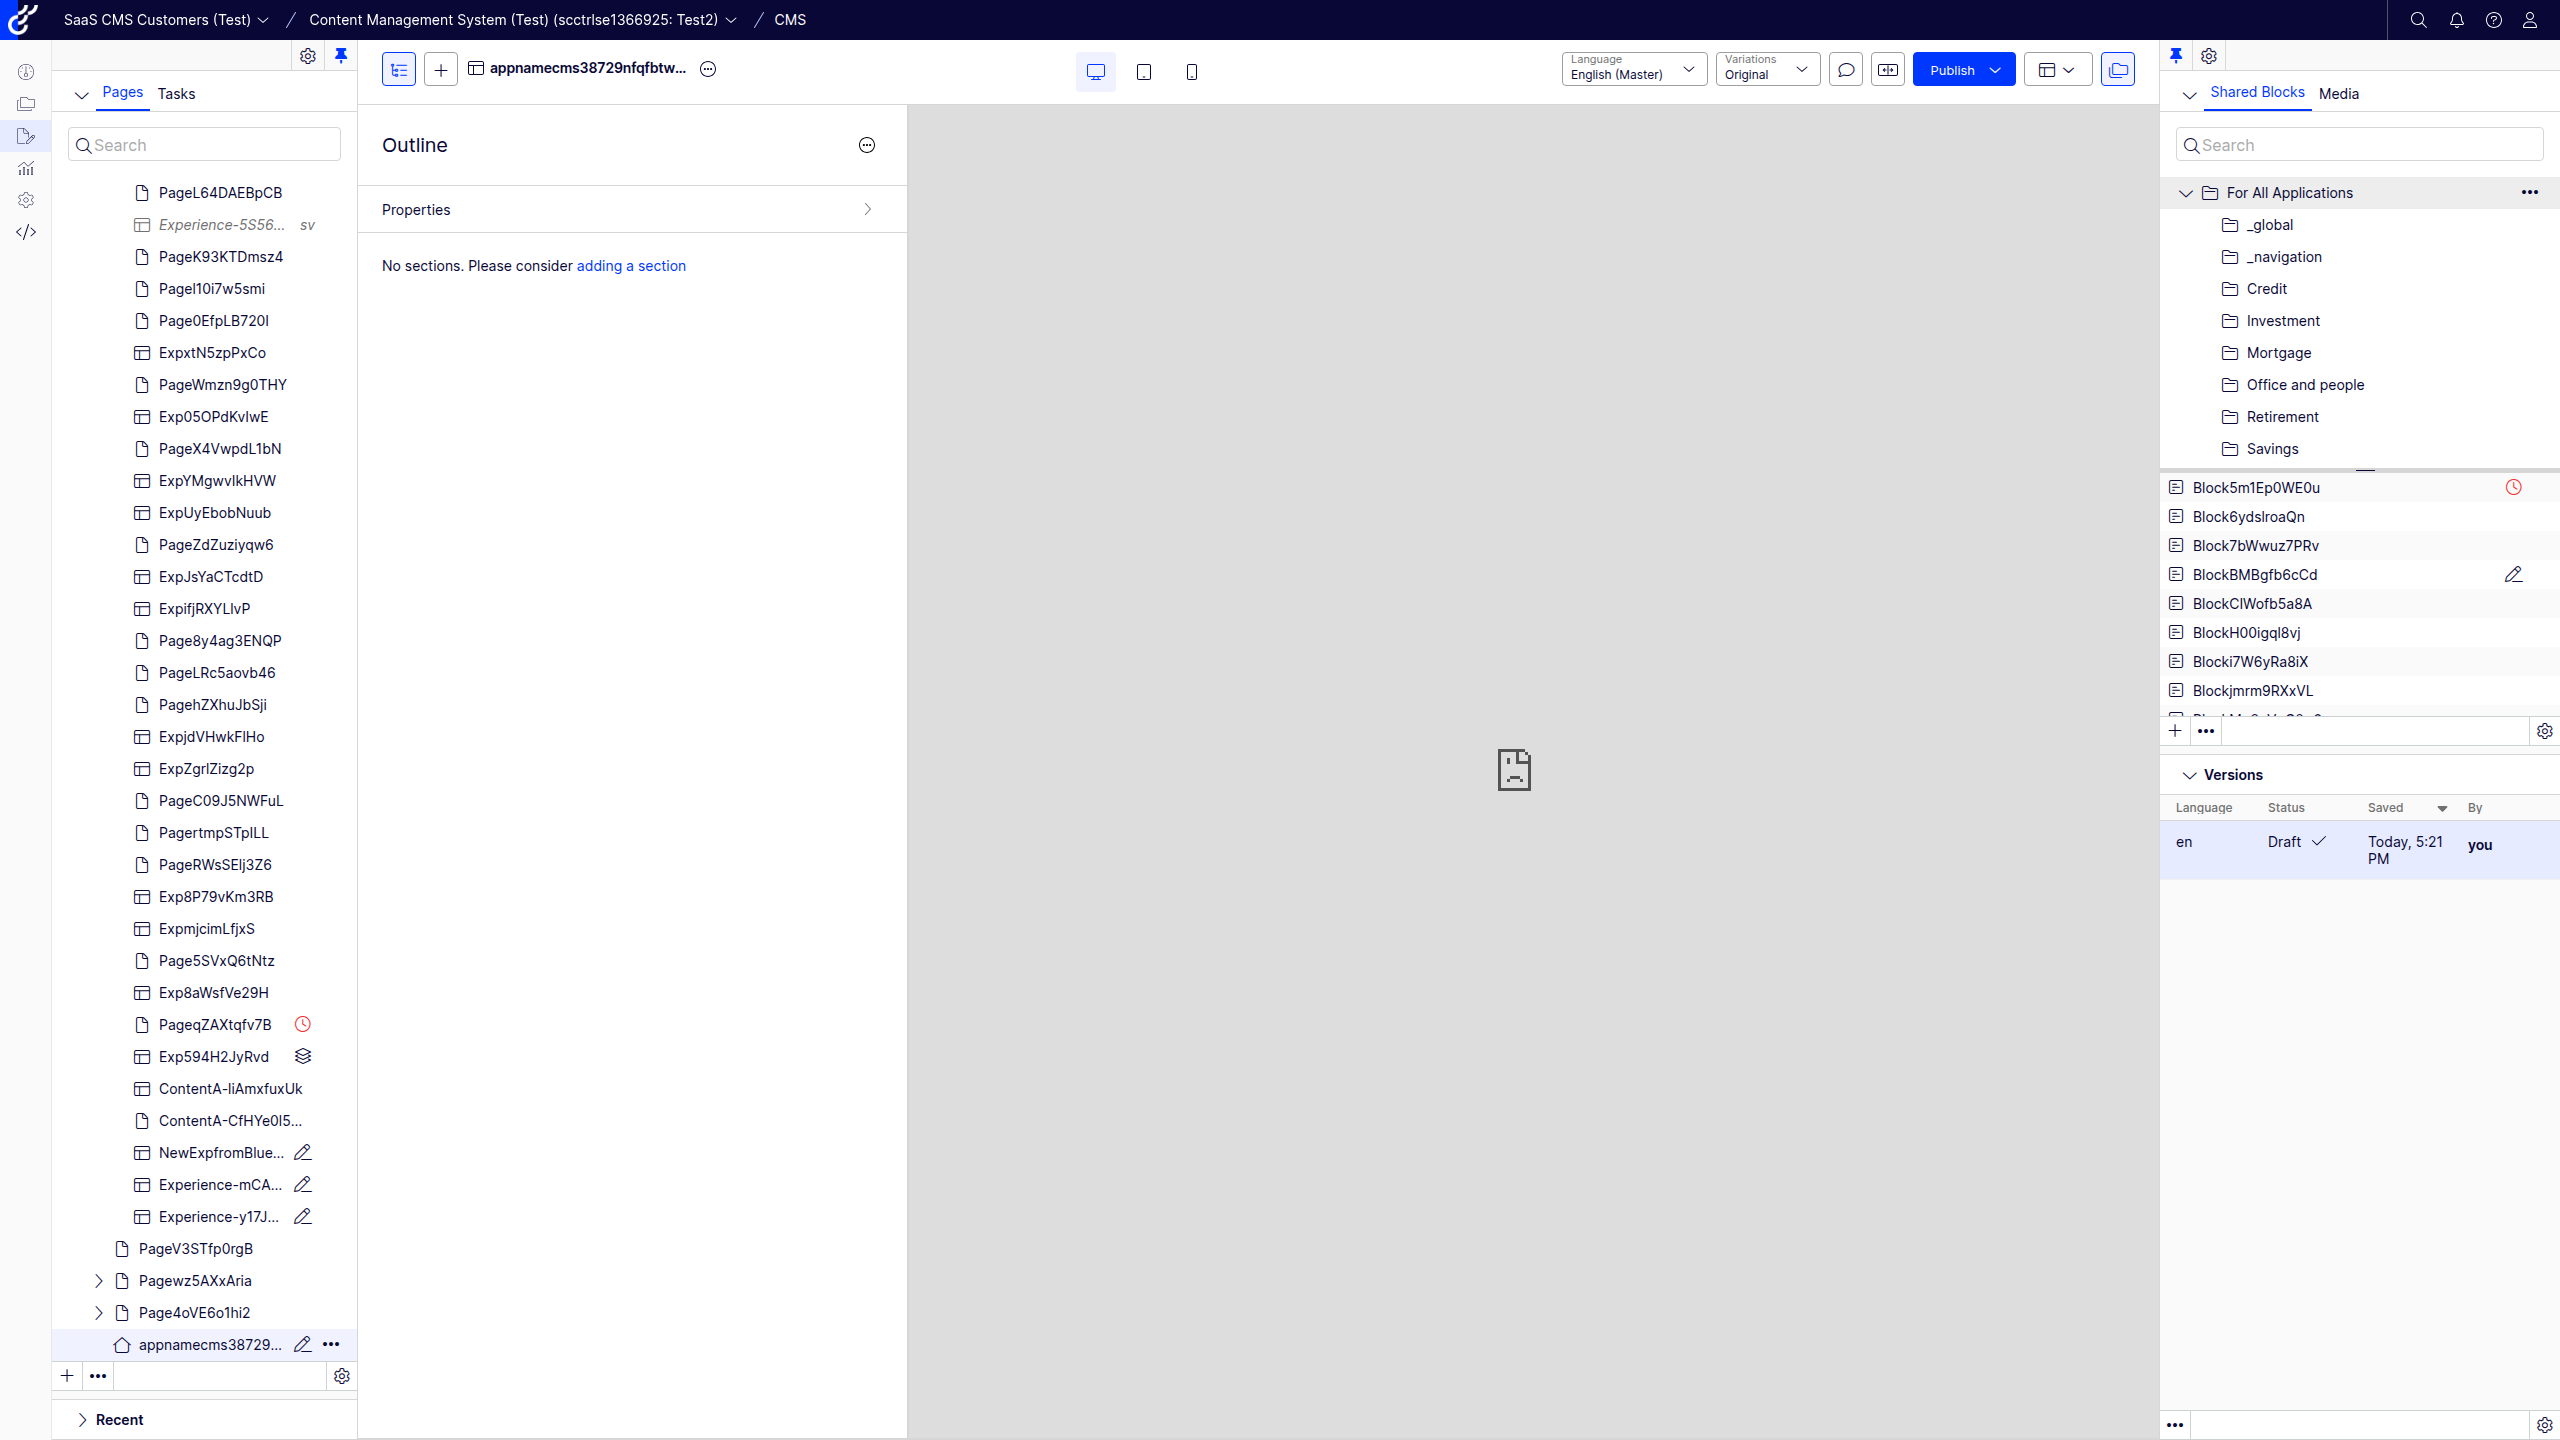 SaaS CMS Customers (Test) / Content Management System (Test) (scctrlse1366925: Test2) / CMS
Pages Tasks
Search
PageL64DAEBpCB
Experience-5S56... sv
PageK93KTDmsz4
PageI10i7w5smi
Page0EfpLB720I
ExpxtN5zpPxCo
PageWmzn9g0THY
Exp05OPdKvIwE
PageX4VwpdL1bN
ExpYMgwvIkHVW
ExpUyEbobNuub
PageZdZuziyqw6
ExpJsYaCTcdtD
ExpifjRXYLlvP
Page8y4ag3ENQP
PageLRc5aovb46
PagehZXhuJbSji
ExpjdVHwkFlHo
ExpZgrlZizg2p
PageC09J5NWFuL
PagertmpSTpILL
PageRWsSElj3Z6
Exp8P79vKm3RB
ExpmjcimLfjxS
Page5SVxQ6tNtz
Exp8aWsfVe29H
PageqZAXtqfv7B
Exp594H2JyRvd
ContentA-liAmxfuxUk
ContentA-CfHYe0l5...
NewExpfromBlue...
Experience-mCA...
Experience-y17J...
PageV3STfp0rgB
Pagewz5AXxAria
Page4oVE6o1hi2
appnamecms38729...
Recent
appnamecms38729nfqfbtw...
Language
English (Master)
Variations
Original
Publish
Outline
Properties
No sections. Please consider adding a section
Shared Blocks Media
Search
For All Applications
_global
_navigation
Credit
Investment
Mortgage
Office and people
Retirement
Savings
Block5m1Ep0WE0u
Block6ydslroaQn
Block7bWwuz7PRv
BlockBMBgfb6cCd
BlockCIWofb5a8A
BlockH00igql8vj
Blocki7W6yRa8iX
Blockjmrm9RXxVL
Versions
Language Status Saved By
en Draft Today, 5:21 PM you